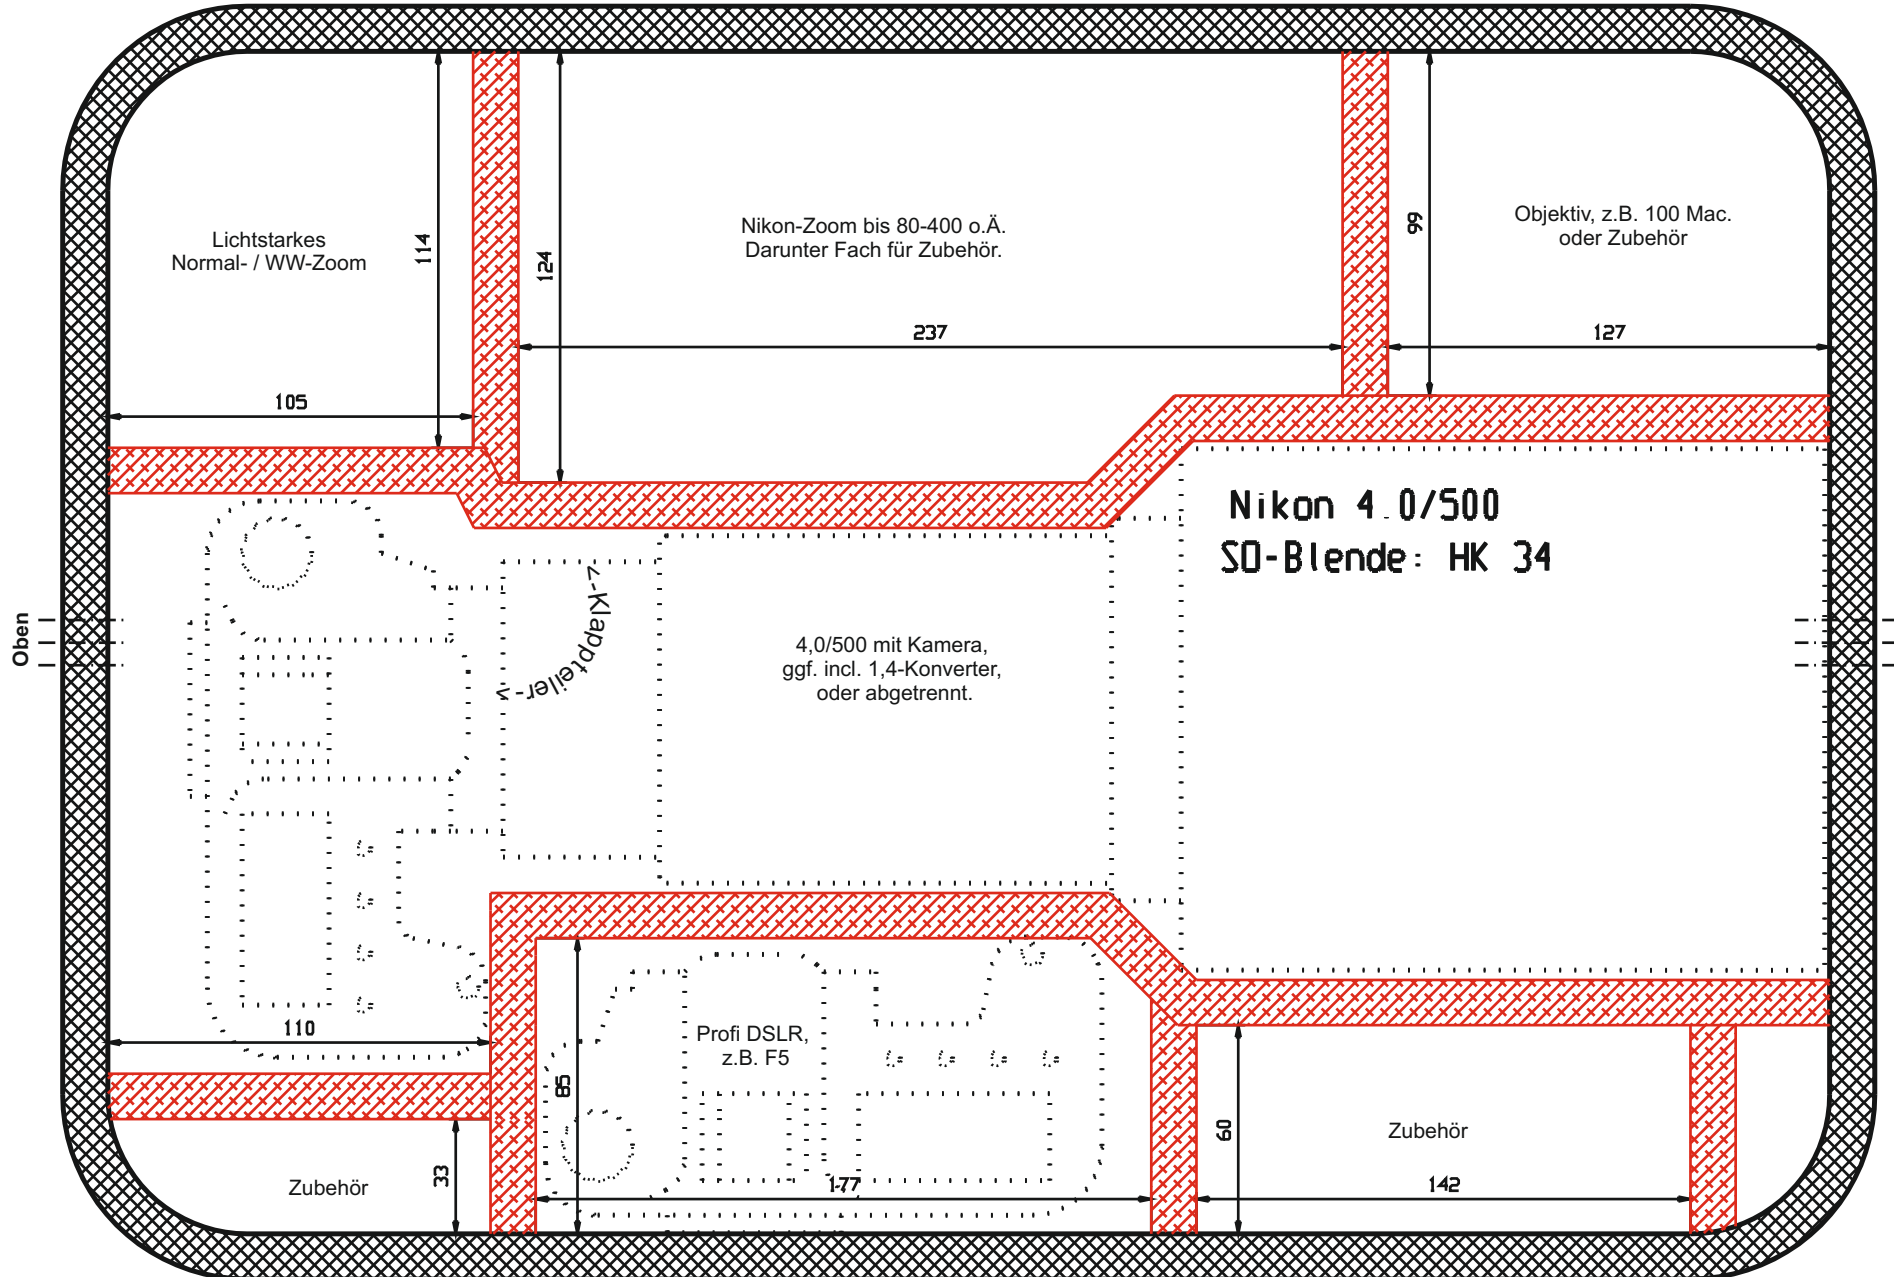 Lichtstarkes
Normal- / WW-Zoom
114
105
124
Nikon-Zoom bis 80-400 o.Ä.
Darunter Fach für Zubehör.
237
99
Objektiv, z.B. 100 Mac.
oder Zubehör
127
Nikon 4.0/500
SO-Blende: HK 34
Oben
<-Klappteiler->
4,0/500 mit Kamera,
ggf. incl. 1,4-Konverter,
oder abgetrennt.
110
33
Zubehör
85
Profi DSLR,
z.B. F5
177
60
Zubehör
142